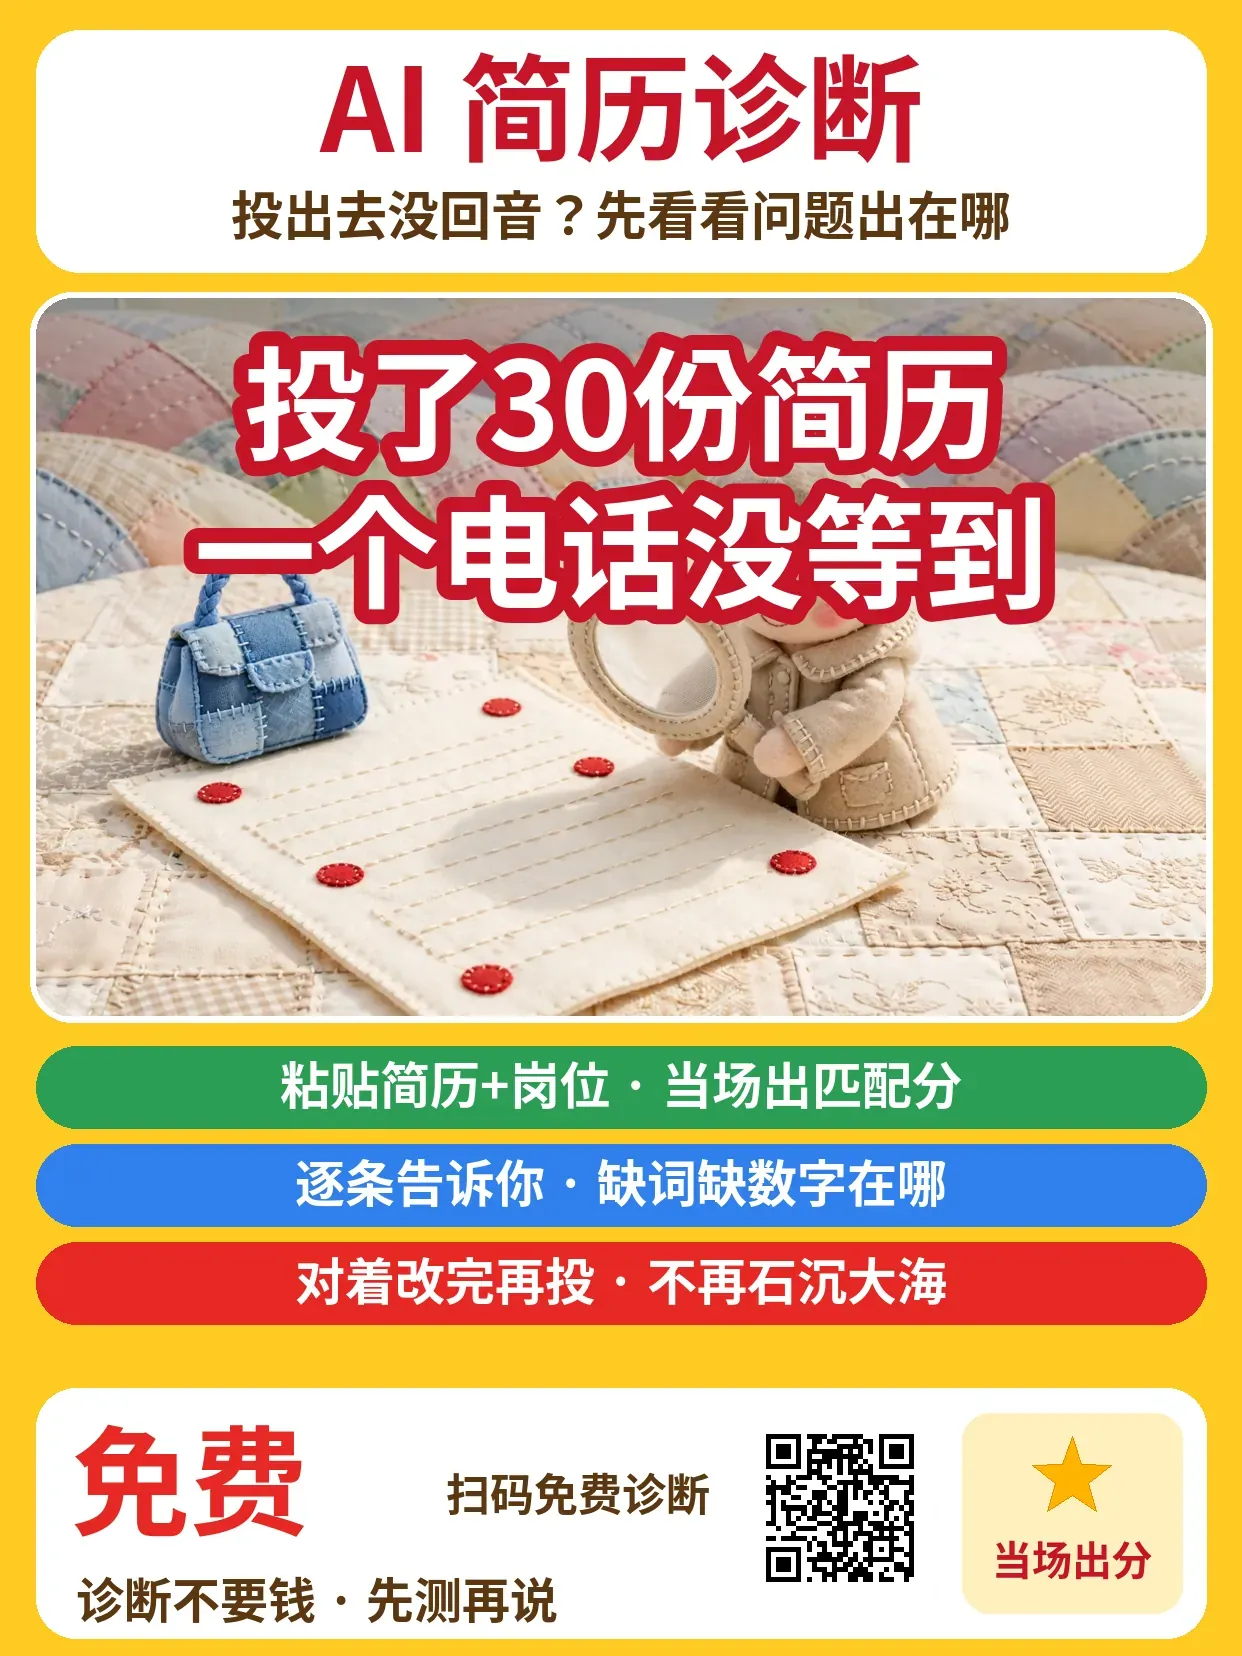 AI 简历诊断
投出去没回音？先看看问题出在哪
投了30份简历
一个电话没等到
粘贴简历+岗位 · 当场出匹配分
逐条告诉你 · 缺词缺数字在哪
对着改完再投 · 不再石沉大海
免费
扫码免费诊断
当场出分
诊断不要钱 · 先测再说